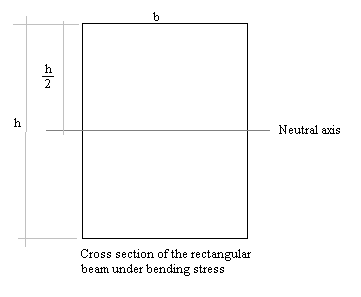 b
h
2
h
Neutral axis
Cross section of the rectangular
beam under bending stress